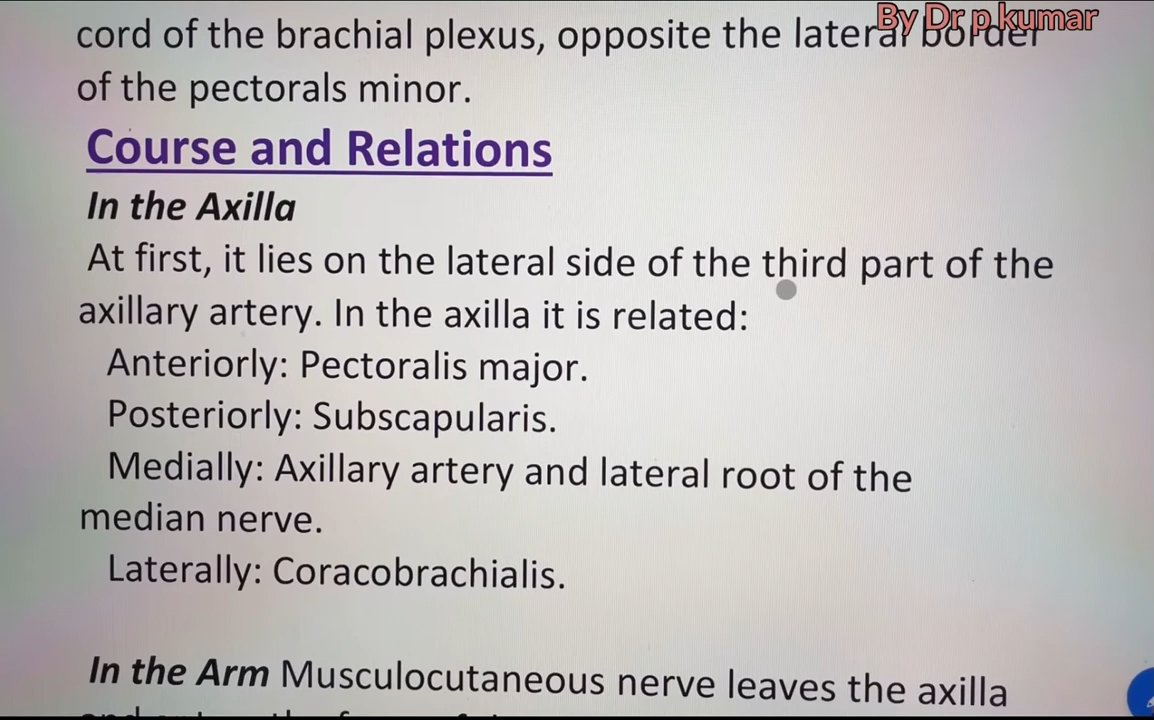 By Dr p kumar
cord of the brachial plexus, opposite the lateral border
of the pectorals minor.
Course and Relations
In the Axilla
At first, it lies on the lateral side of the third part of the
axillary artery. In the axilla it is related:
Anteriorly: Pectoralis major.
Posteriorly: Subscapularis.
Medially: Axillary artery and lateral root of the
median nerve.
Laterally: Coracobrachialis.
In the Arm Musculocutaneous nerve leaves the axilla